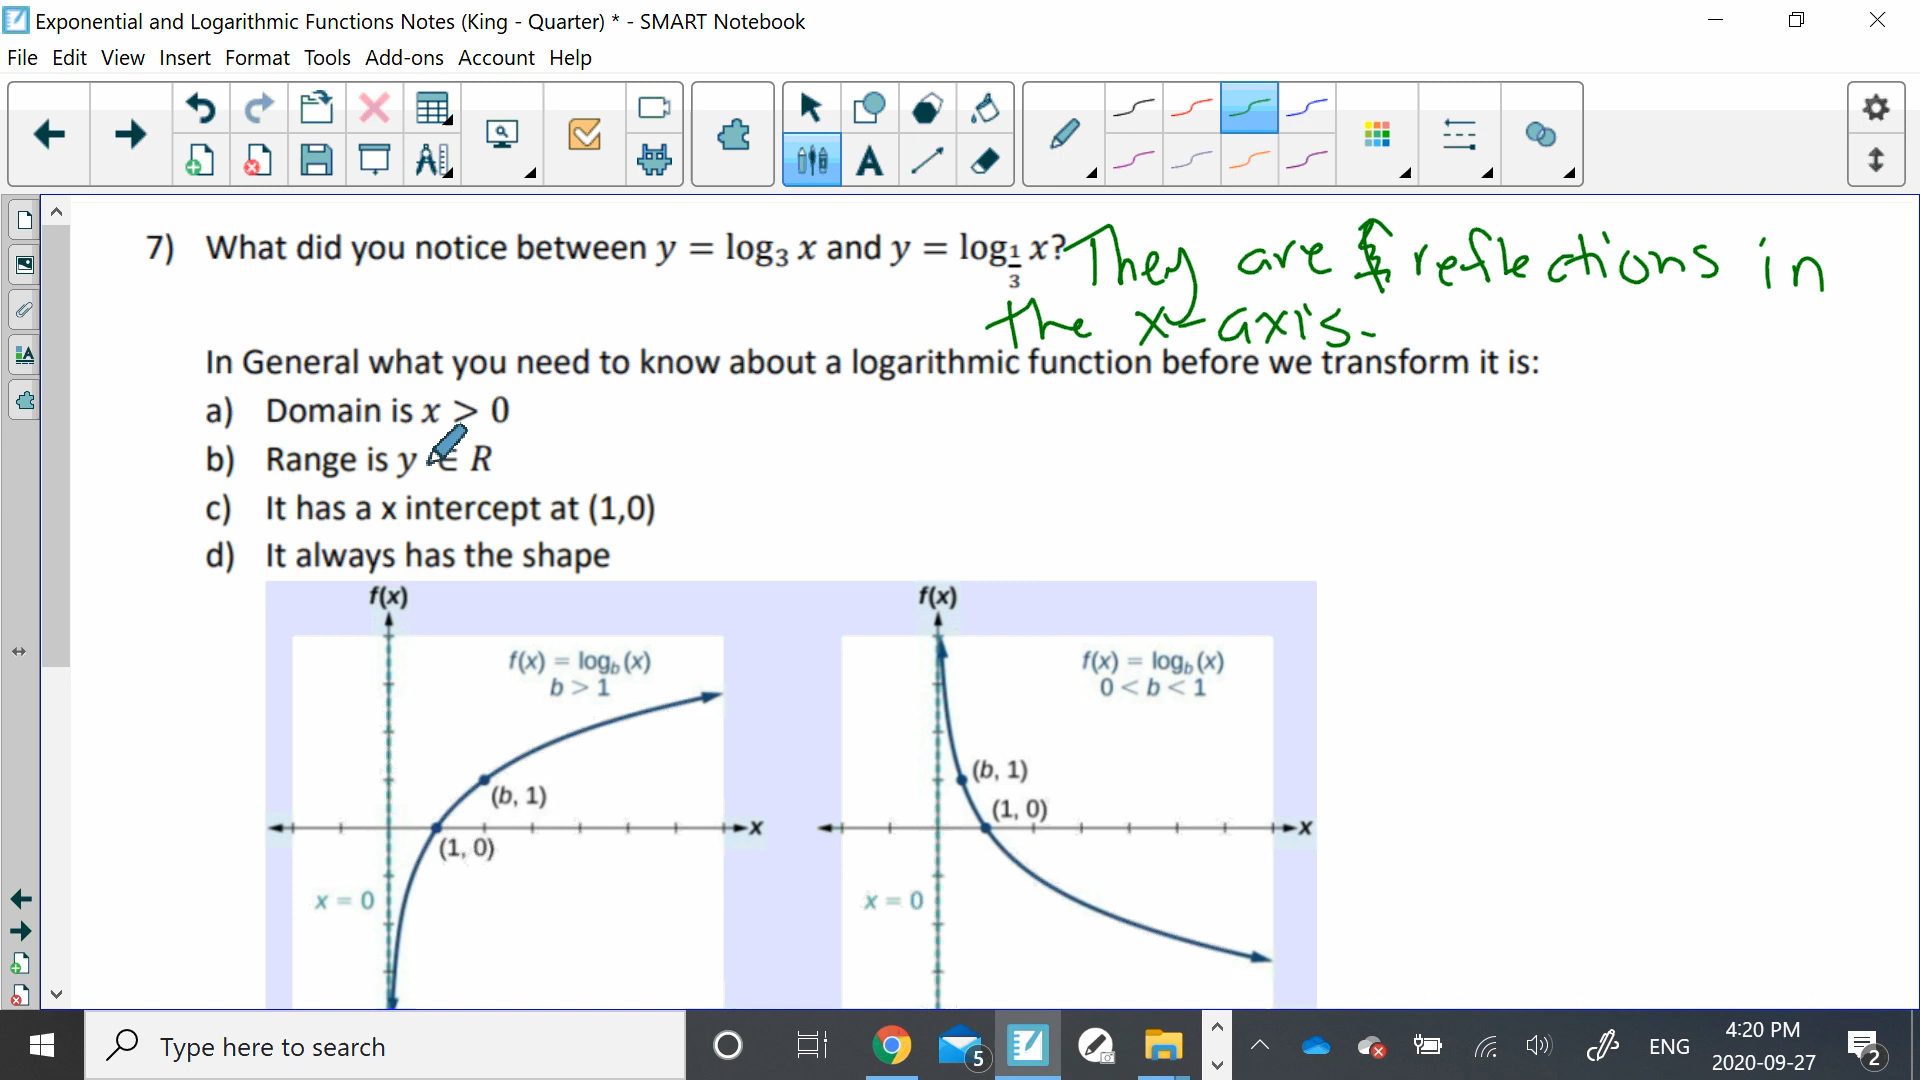 Exponential and Logarithmic Functions Notes (King - Quarter) * - SMART Notebook
File Edit View Insert Format Tools Add-ons Account Help
7) What did you notice between y = log₃ x and y = log_{1/3} x? They are reflections in
the x-axis.
In General what you need to know about a logarithmic function before we transform it is:
a) Domain is x > 0
b) Range is y ∈ R
c) It has a x intercept at (1,0)
d) It always has the shape
f(x)
f(x) = log_b(x)
b > 1
(b, 1)
x
(1, 0)
x = 0
f(x)
f(x) = log_b(x)
0 < b < 1
(b, 1)
(1, 0)
x
x = 0
Type here to search
5
ENG
4:20 PM
2020-09-27
2